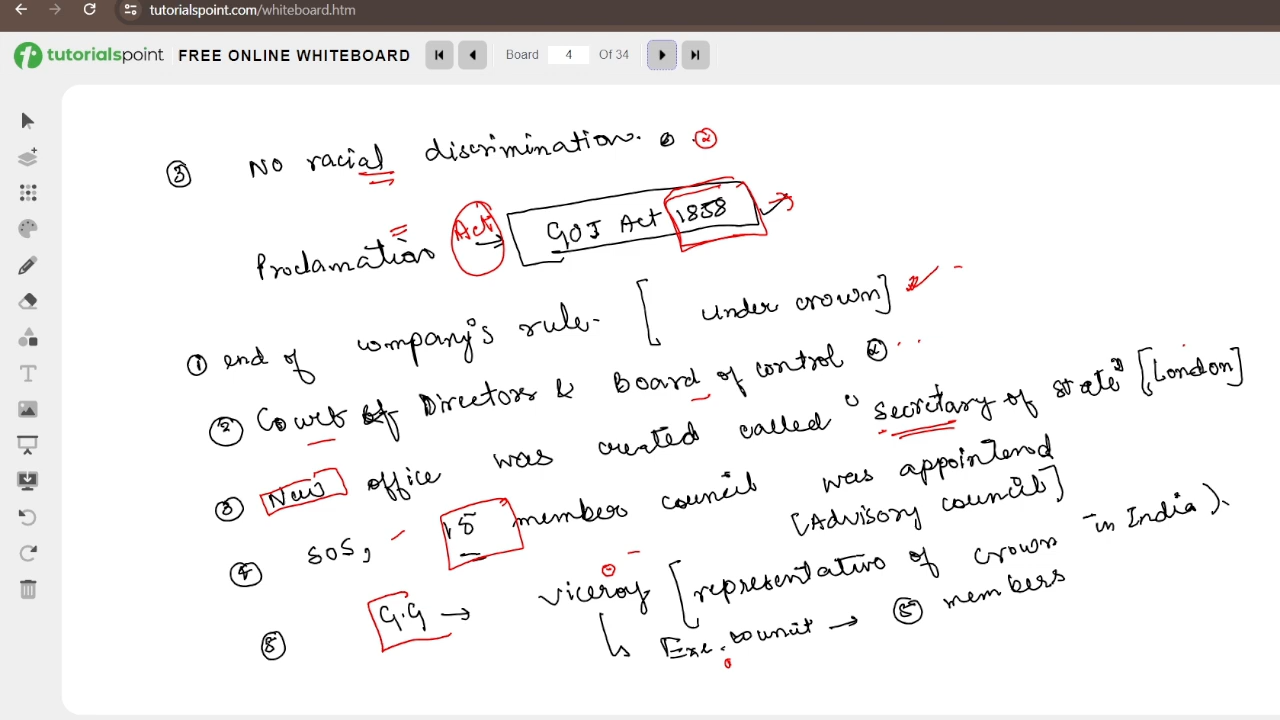 tutorialspoint.com/whiteboard.htm
tutorialspoint FREE ONLINE WHITEBOARD Board 4 Of 34
③ No racial discrimination.
Proclamation Act → GOI Act 1858
① end of company's rule - [under crown]
② Court of Directors & Board of control
③ New office was created called "Secretary of state" [London]
④ SOS, 15 member council was appointend
[Advisory council]
⑤ G.G → Viceroy [representative of crown in India).
Exe. council → ⑤ members